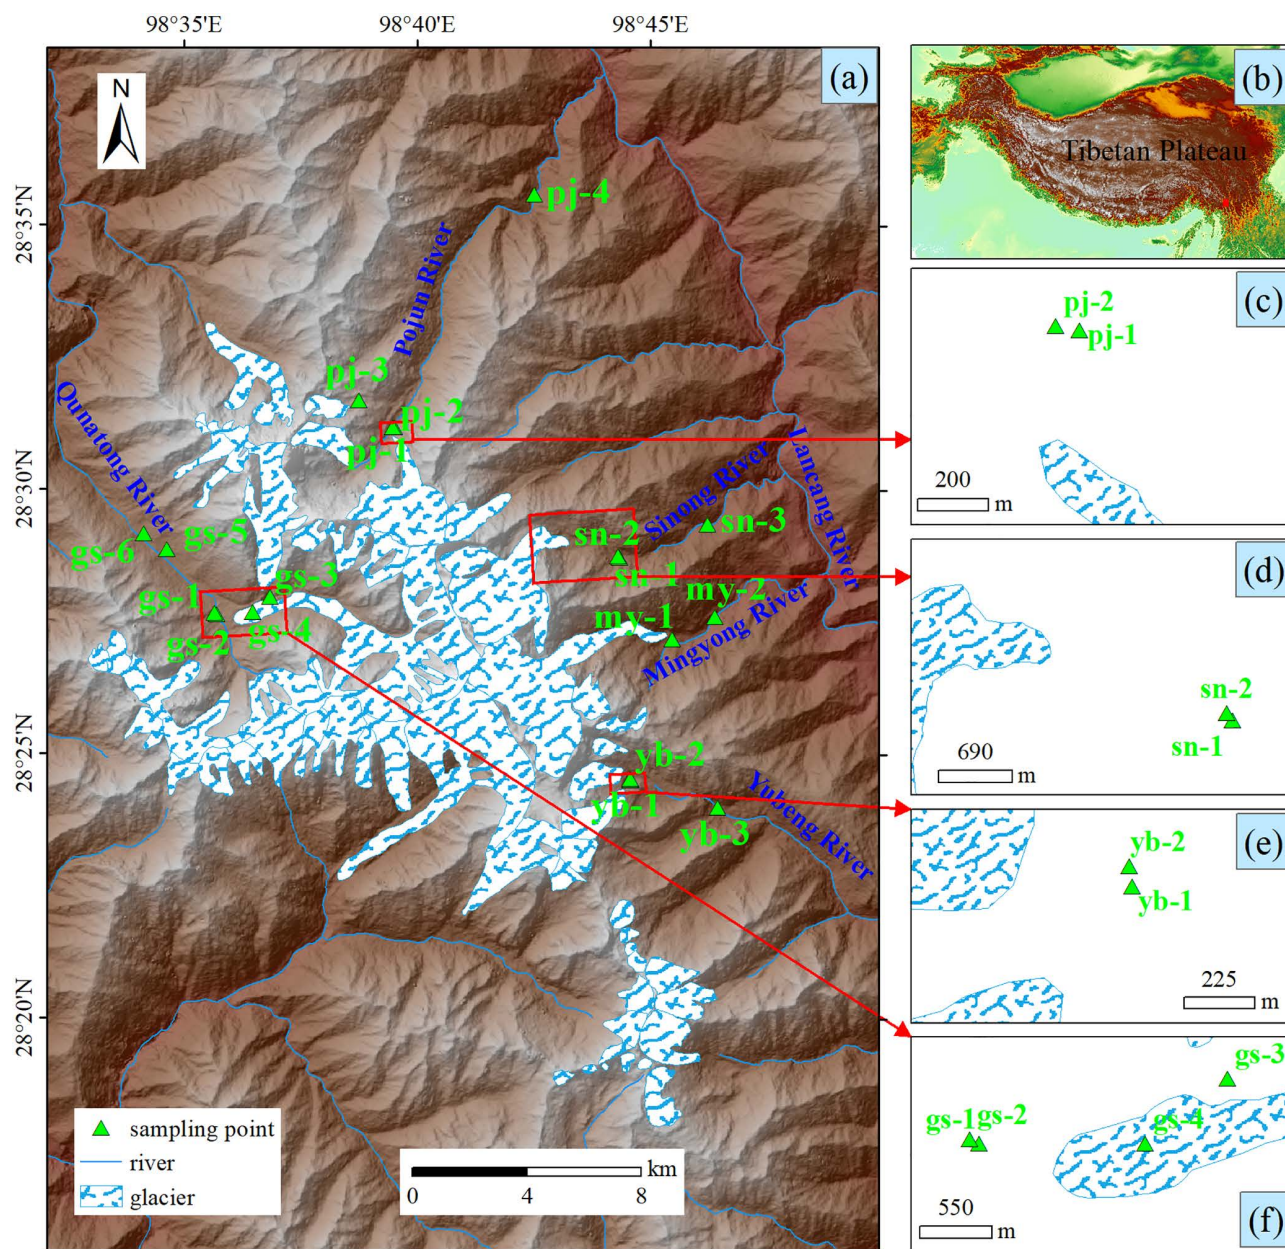 98°35'E
98°40'E
98°45'E
28°35'N
28°30'N
28°25'N
28°20'N
(a)
N
pj-4
Pojun River
pj-3
pj-2
pj-1
Qunatong River
Lancang River
Sinong River
sn-3
sn-2
sn-1
gs-5
gs-6
gs-3
gs-1
gs-4
gs-2
my-2
my-1
Mingyong River
yb-2
yb-1
yb-3
Yubeng River
sampling point
river
glacier
km
0 4 8
(b)
Tibetan Plateau
(c)
pj-2
pj-1
200
m
(d)
sn-2
sn-1
690
m
(e)
yb-2
yb-1
225
m
gs-3
gs-1
gs-2
gs-4
550
m
(f)